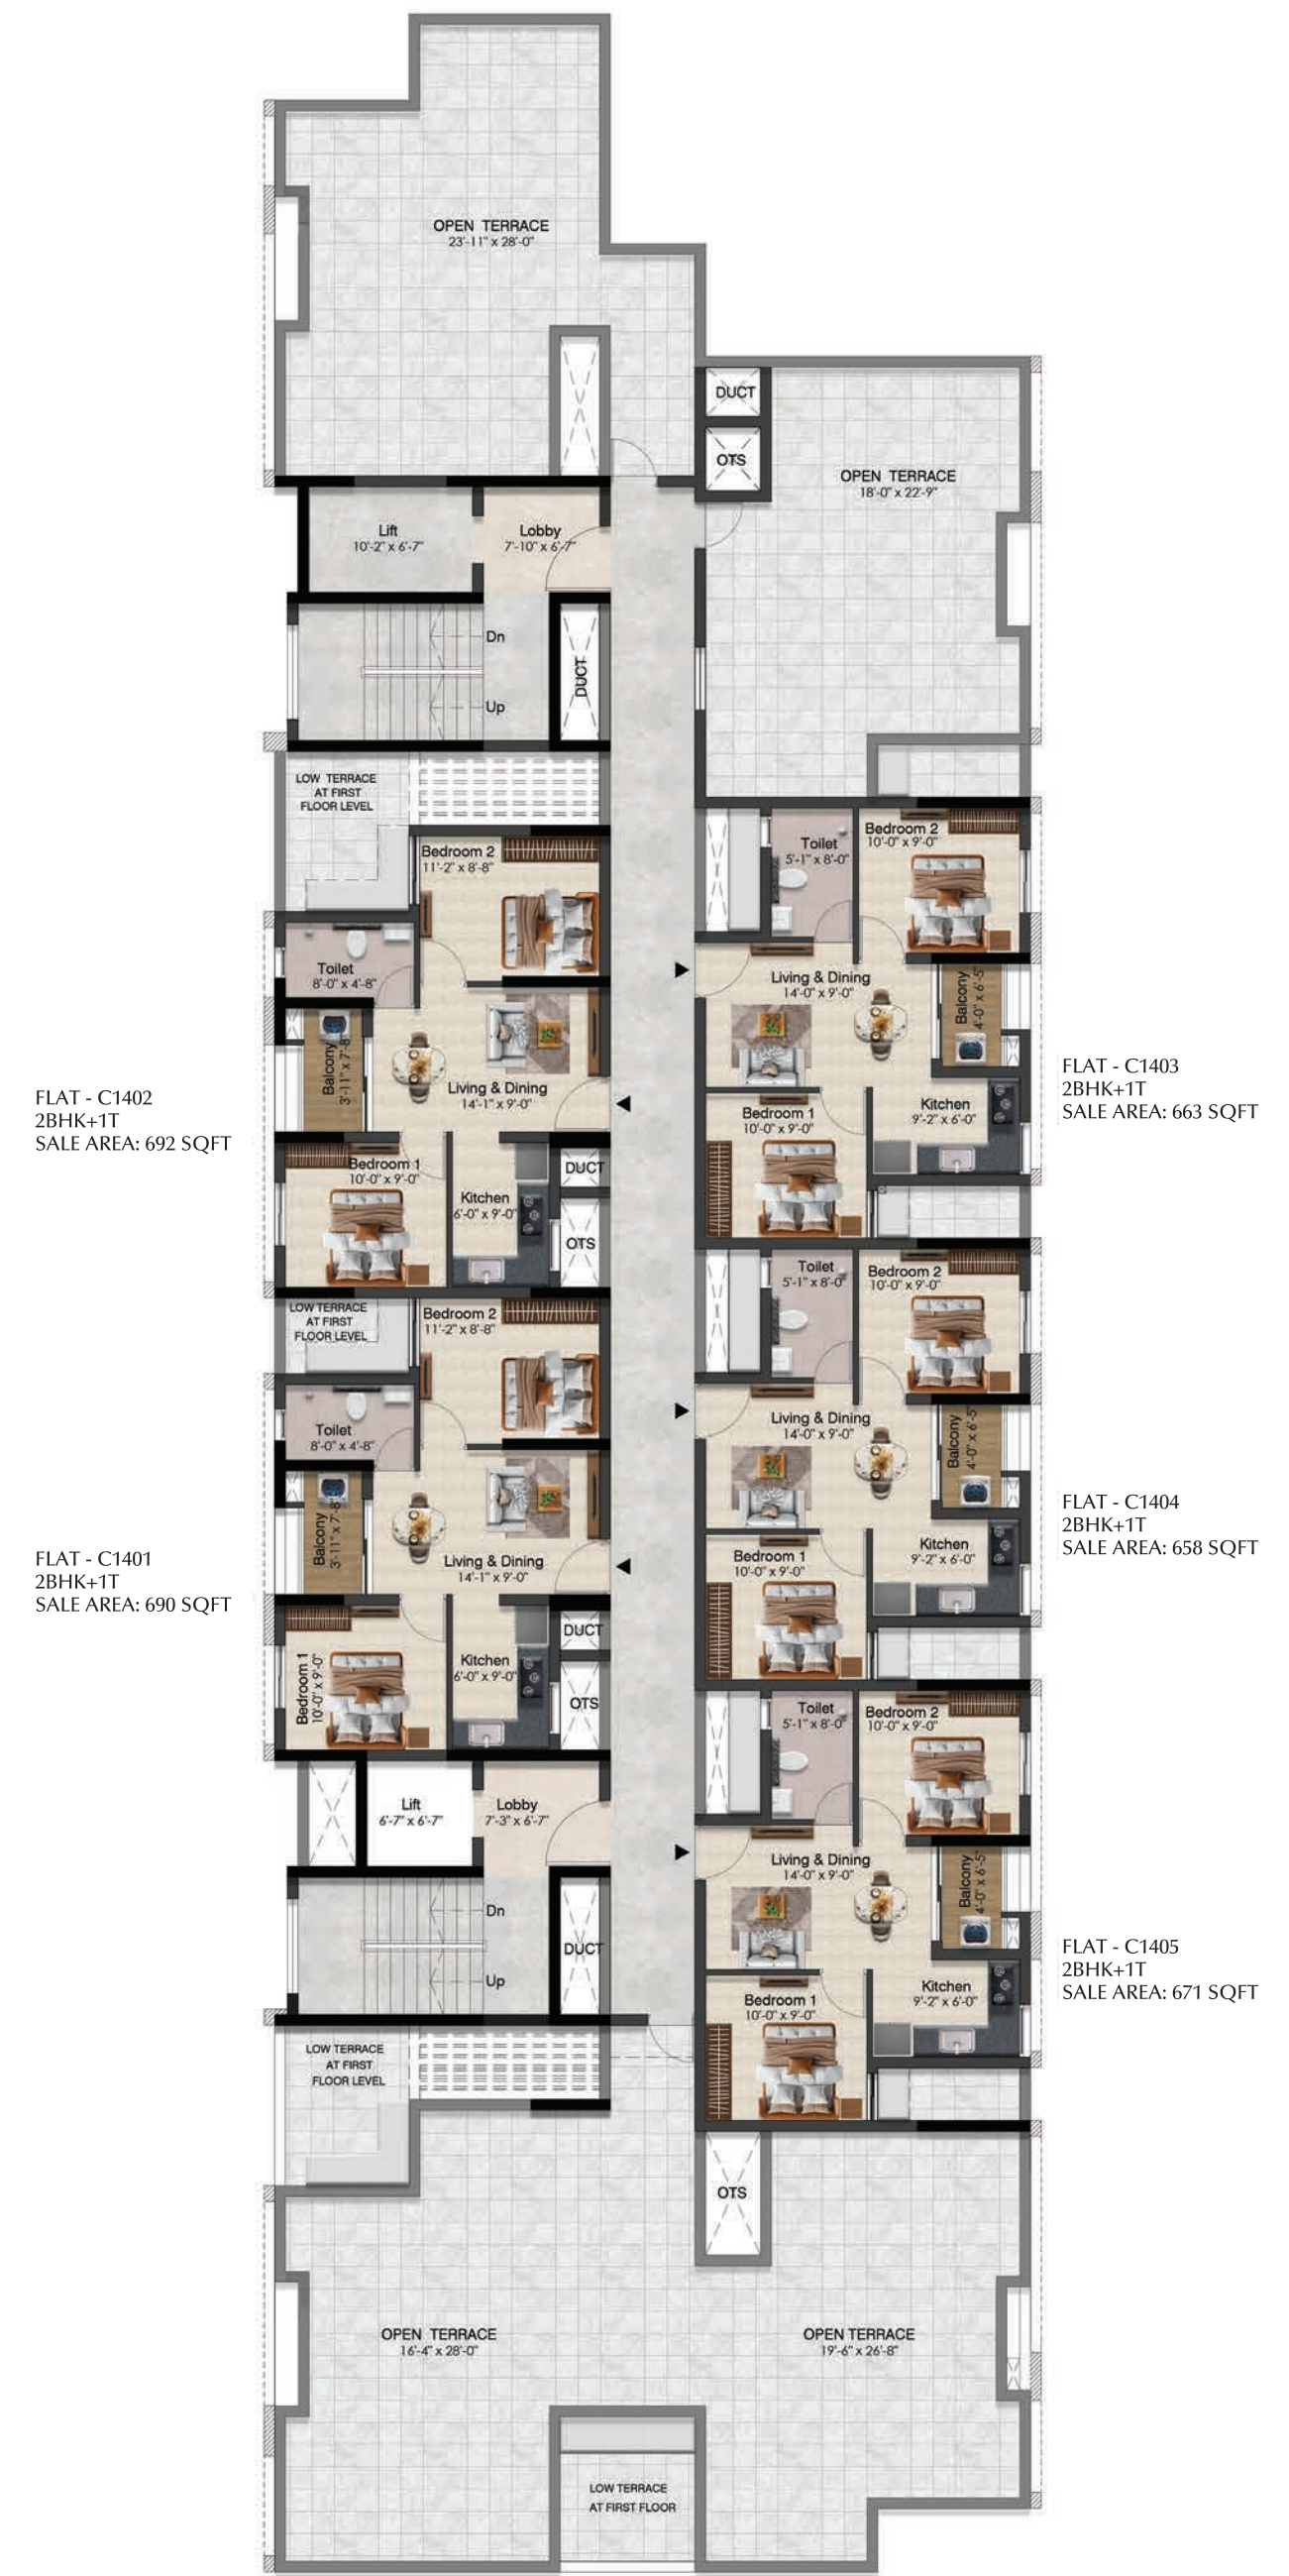 OPEN TERRACE
23'-11" x 28'-0"
DUCT
OTS
OPEN TERRACE
18'-0" x 22'-9"
Lift
10'-2" x 6'-7"
Lobby
7'-10" x 6'-7"
Dn
DUCT
Up
LOW TERRACE
AT FIRST
FLOOR LEVEL
Bedroom 2
11'-2" x 8'-8"
Toilet
8'-0" x 4'-8"
Balcony
3'-11" x 7'-8"
Living & Dining
14'-1" x 9'-0"
FLAT - C1402
2BHK+1T
SALE AREA: 692 SQFT
Bedroom 1
10'-0" x 9'-0"
Kitchen
6'-0" x 9'-0"
DUCT
OTS
Toilet
5'-1" x 8'-0"
Bedroom 2
10'-0" x 9'-0"
Living & Dining
14'-0" x 9'-0"
Balcony
4'-0" x 6'-5"
Bedroom 1
10'-0" x 9'-0"
Kitchen
9'-2" x 6'-0"
FLAT - C1403
2BHK+1T
SALE AREA: 663 SQFT
LOW TERRACE
AT FIRST
FLOOR LEVEL
Bedroom 2
11'-2" x 8'-8"
Toilet
8'-0" x 4'-8"
Balcony
3'-11" x 7'-8"
Living & Dining
14'-1" x 9'-0"
FLAT - C1401
2BHK+1T
SALE AREA: 690 SQFT
Bedroom 1
10'-0" x 9'-0"
Kitchen
6'-0" x 9'-0"
DUCT
OTS
Toilet
5'-1" x 8'-0"
Bedroom 2
10'-0" x 9'-0"
Living & Dining
14'-0" x 9'-0"
Balcony
4'-0" x 6'-5"
Bedroom 1
10'-0" x 9'-0"
Kitchen
9'-2" x 6'-0"
FLAT - C1404
2BHK+1T
SALE AREA: 658 SQFT
Lift
6'-7" x 6'-7"
Lobby
7'-3" x 6'-7"
Dn
DUCT
Up
Toilet
5'-1" x 8'-0"
Bedroom 2
10'-0" x 9'-0"
Living & Dining
14'-0" x 9'-0"
Balcony
4'-0" x 6'-5"
Bedroom 1
10'-0" x 9'-0"
Kitchen
9'-2" x 6'-0"
FLAT - C1405
2BHK+1T
SALE AREA: 671 SQFT
LOW TERRACE
AT FIRST
FLOOR LEVEL
OTS
OPEN TERRACE
16'-4" x 28'-0"
OPEN TERRACE
19'-6" x 26'-8"
LOW TERRACE
AT FIRST FLOOR